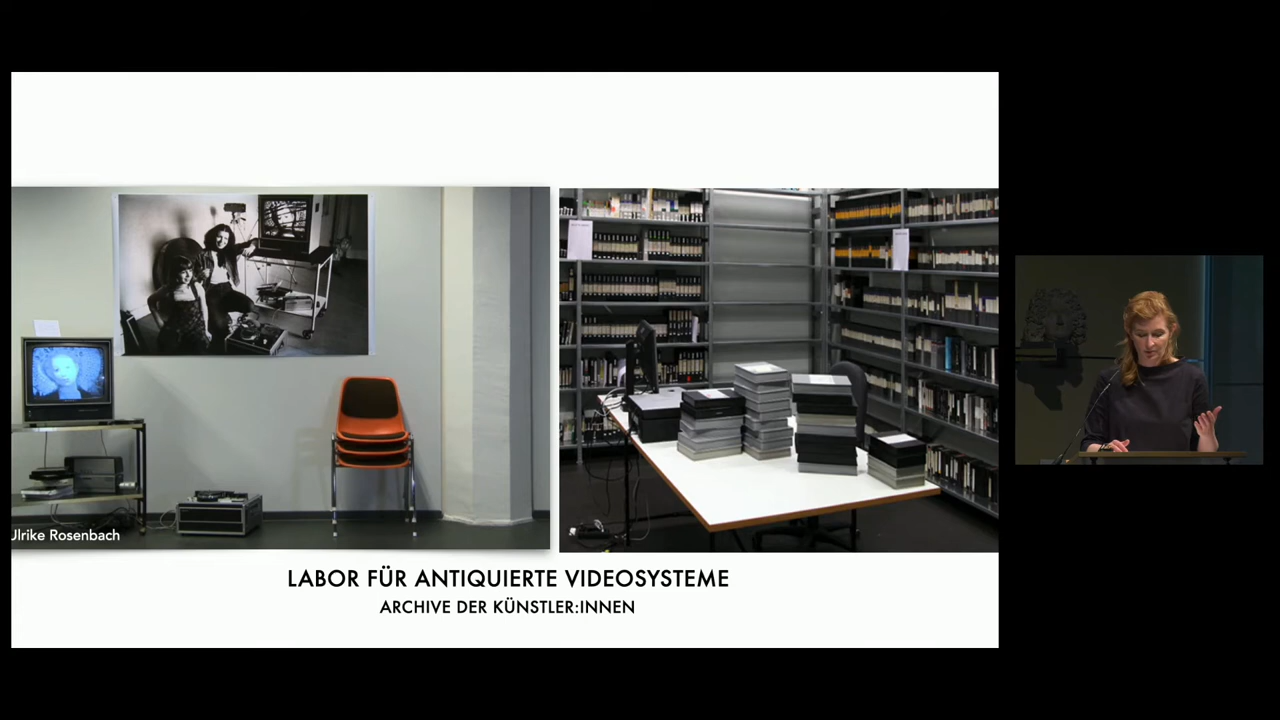 Ulrike Rosenbach
LABOR FÜR ANTIQUIERTE VIDEOSYSTEME
ARCHIVE DER KÜNSTLER:INNEN